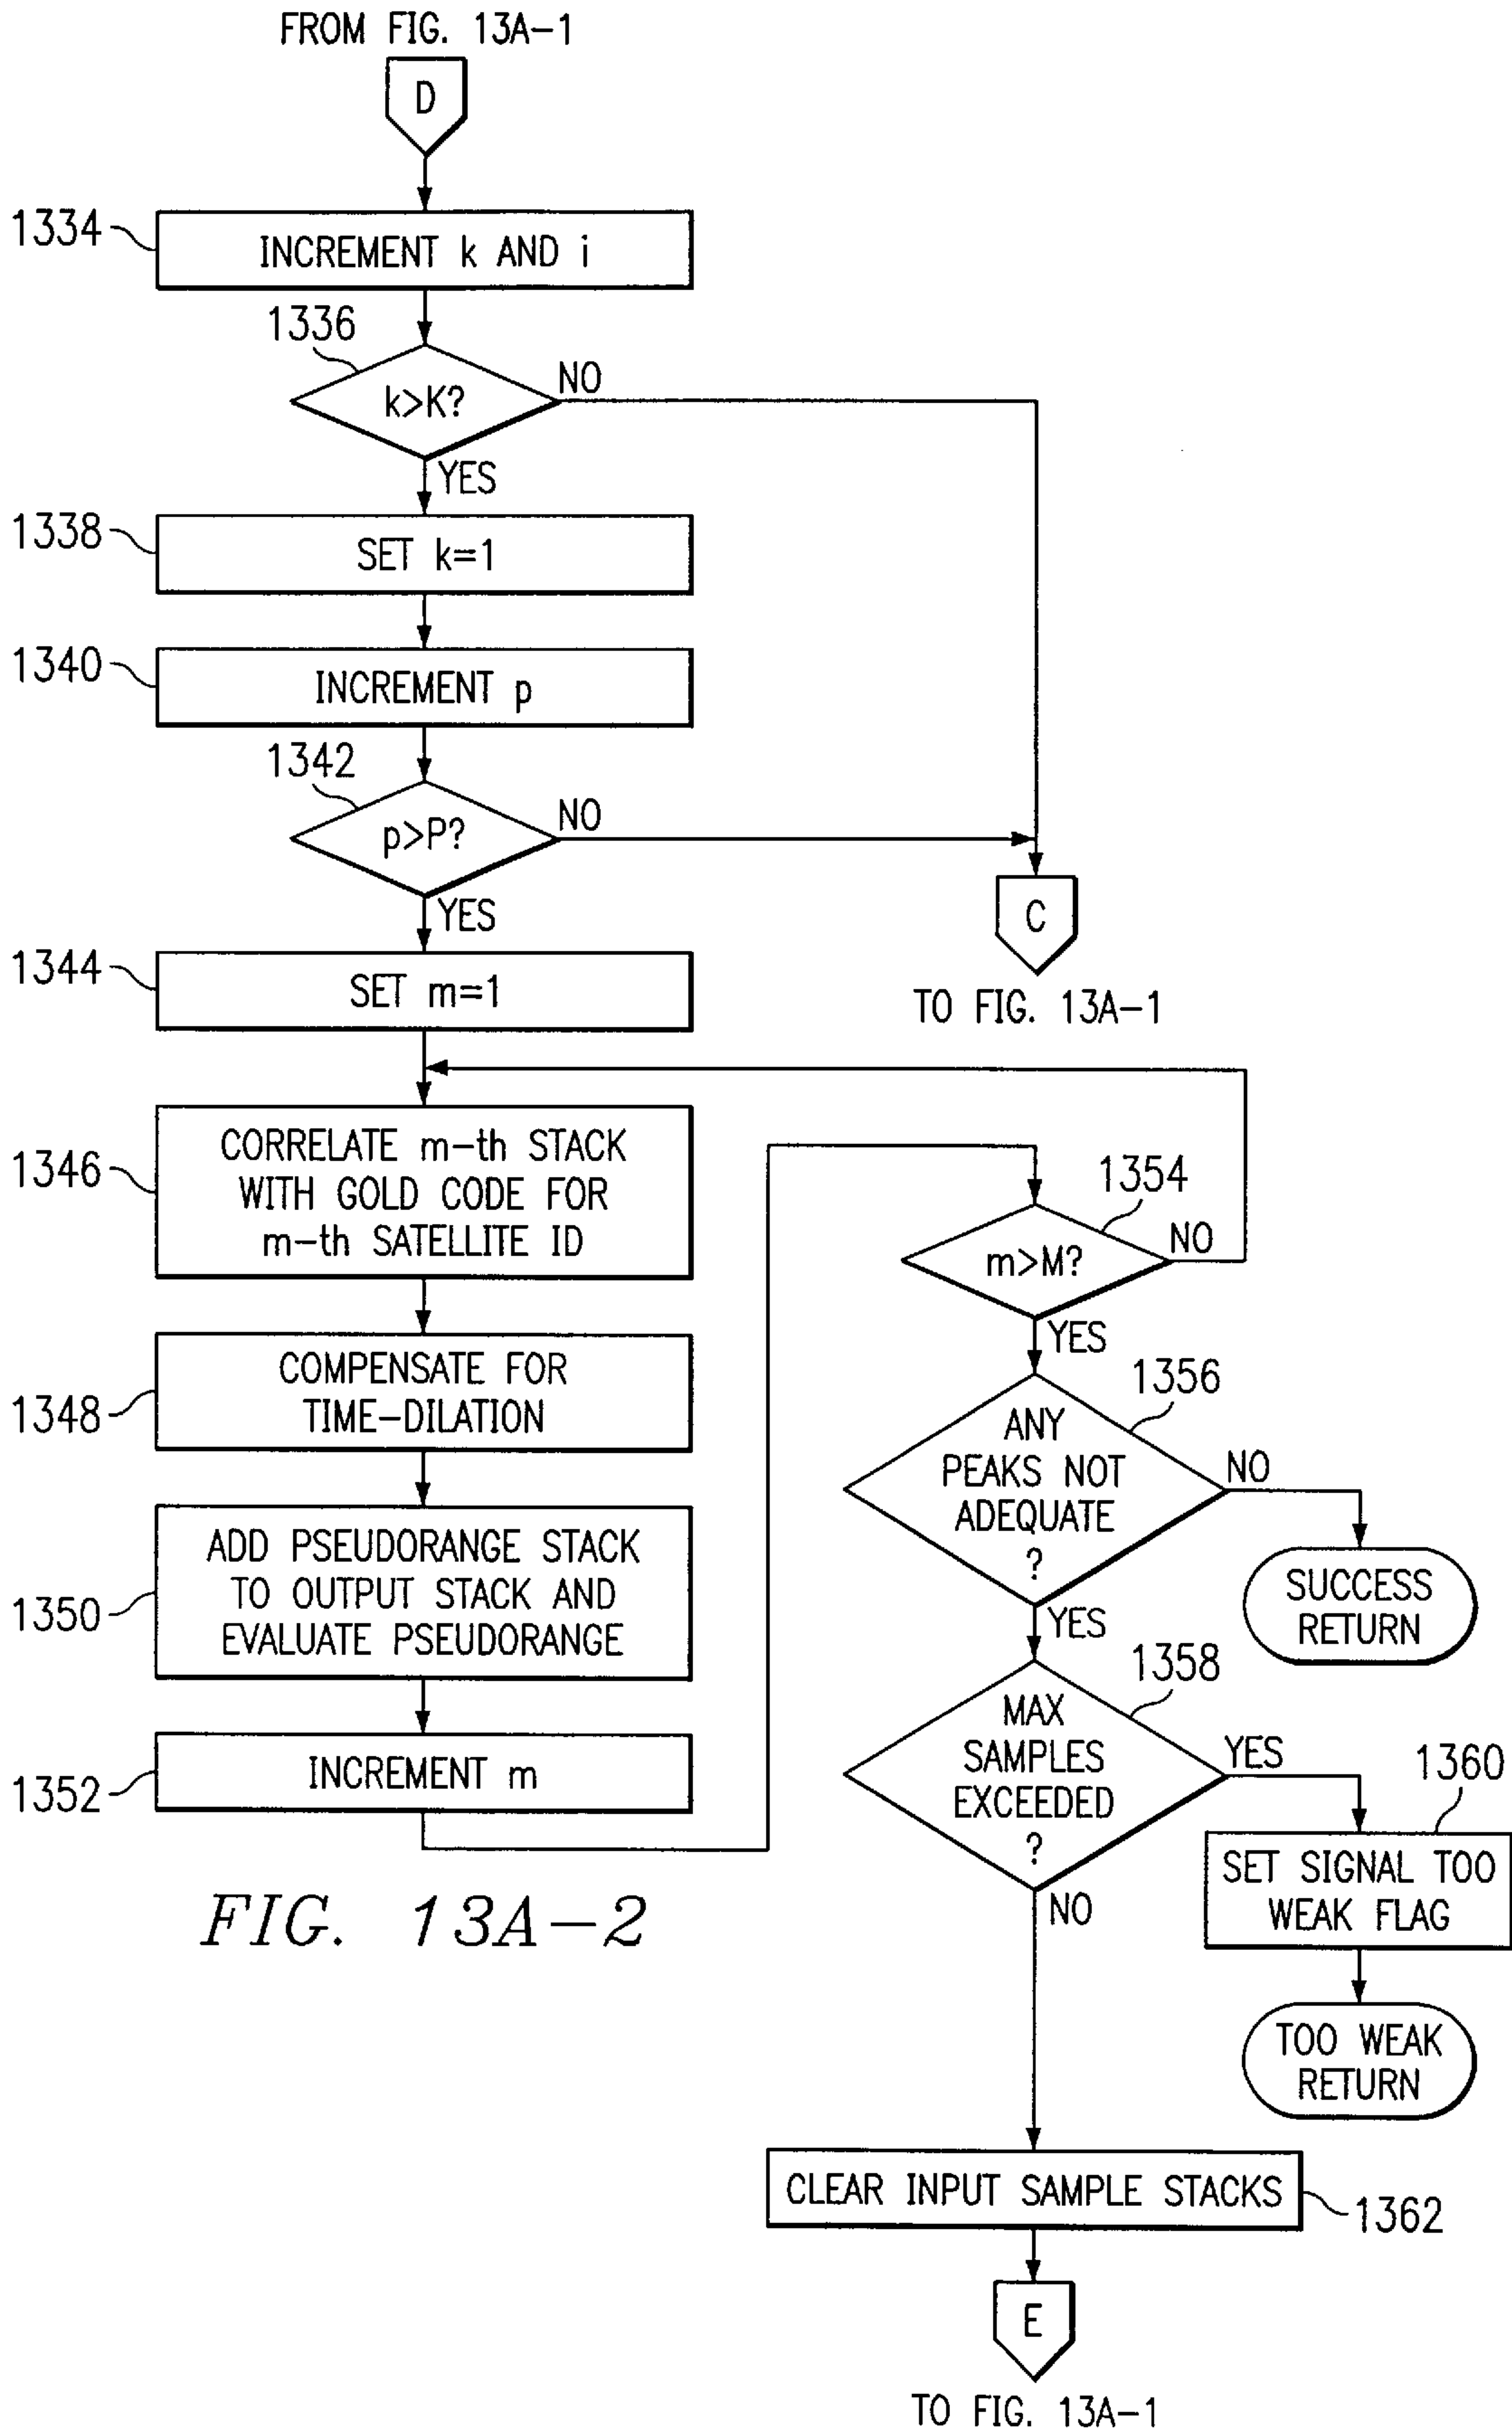 FROM FIG. 13A-1
D
1334
INCREMENT k AND i
1336
k>K?
NO
YES
1338
SET k=1
1340
INCREMENT p
1342
p>P?
NO
YES
C
TO FIG. 13A-1
1344
SET m=1
1346
CORRELATE m-th STACK
WITH GOLD CODE FOR
m-th SATELLITE ID
1348
COMPENSATE FOR
TIME-DILATION
1350
ADD PSEUDORANGE STACK
TO OUTPUT STACK AND
EVALUATE PSEUDORANGE
1352
INCREMENT m
1354
m>M?
NO
YES
1356
ANY
PEAKS NOT
ADEQUATE
?
NO
SUCCESS
RETURN
YES
1358
MAX
SAMPLES
EXCEEDED
?
YES
1360
SET SIGNAL TOO
WEAK FLAG
TOO WEAK
RETURN
NO
CLEAR INPUT SAMPLE STACKS
1362
E
TO FIG. 13A-1
FIG. 13A-2